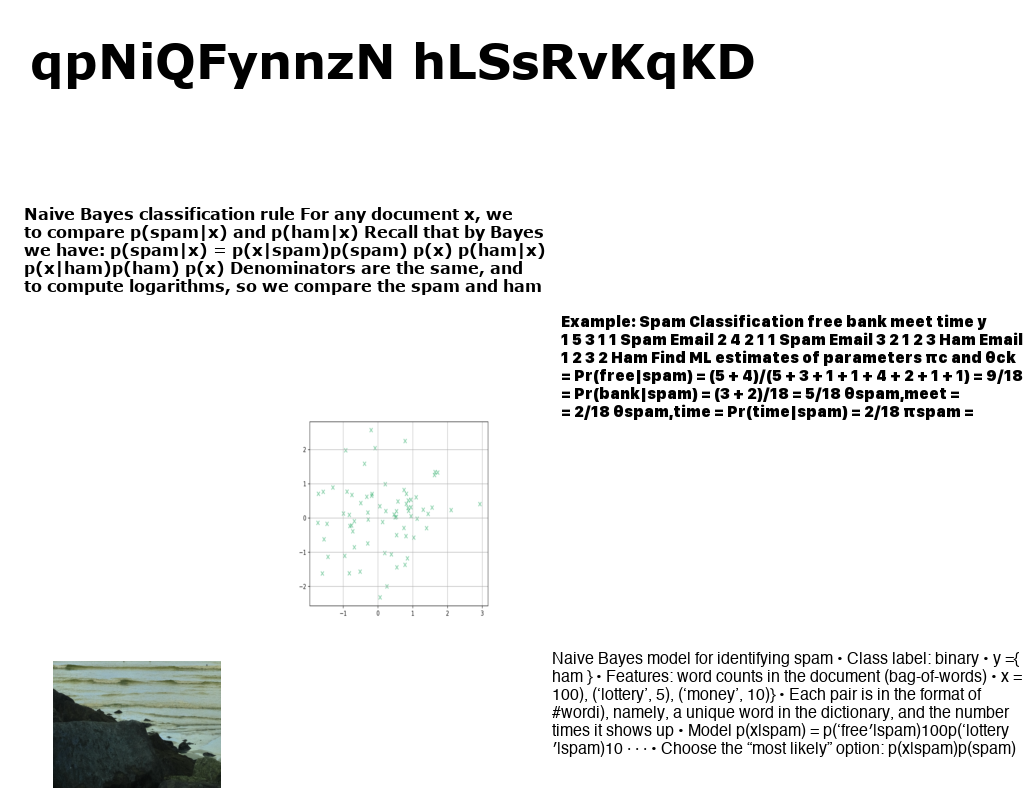 qpNiQFynnzN hLSsRvKqKD
Naive Bayes classification rule For any document x, we
to compare p(spam|x) and p(ham|x) Recall that by Bayes
we have: p(spam|x) = p(x|spam)p(spam) p(x) p(ham|x)
p(x|ham)p(ham) p(x) Denominators are the same, and
to compute logarithms, so we compare the spam and ham
Example: Spam Classification free bank meet time y
1 5 3 1 1 Spam Email 2 4 2 1 1 Spam Email 3 2 1 2 3 Ham Email
1 2 3 2 Ham Find ML estimates of parameters πc and θck
= Pr(free|spam) = (5 + 4)/(5 + 3 + 1 + 1 + 4 + 2 + 1 + 1) = 9/18
= Pr(bank|spam) = (3 + 2)/18 = 5/18 θspam,meet =
= 2/18 θspam,time = Pr(time|spam) = 2/18 πspam =
2
1
0
−1
−2
−1 0 1 2 3
Naive Bayes model for identifying spam • Class label: binary • y ={
ham } • Features: word counts in the document (bag-of-words) • x =
100), (‘lottery’, 5), (‘money’, 10)} • Each pair is in the format of
#wordi), namely, a unique word in the dictionary, and the number
times it shows up • Model p(x|spam) = p(‘free′|spam)100p(‘lottery
′|spam)10 · · · • Choose the “most likely” option: p(x|spam)p(spam)